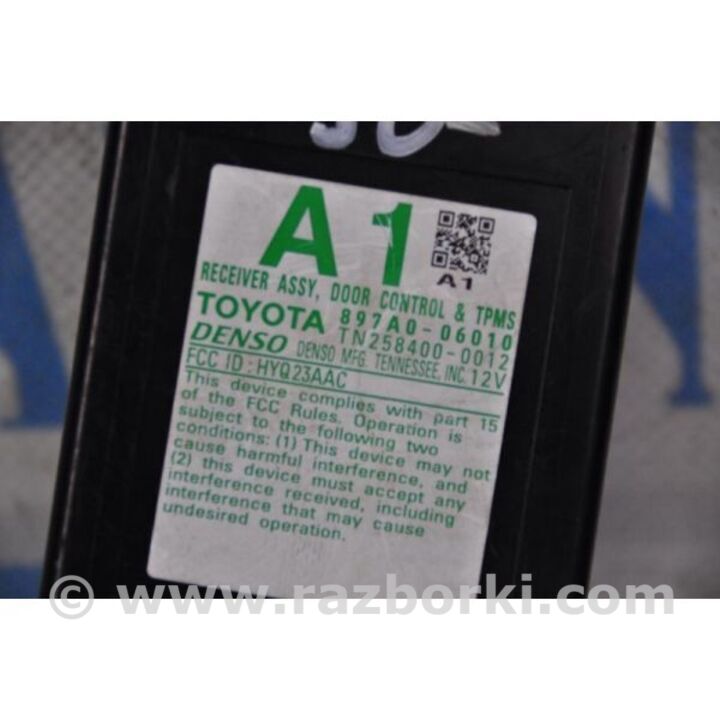 A1
A1
RECEIVER ASSY, DOOR CONTROL & TPMS
TOYOTA 897A0-06010
DENSO TN258400-0012
DENSO MFG. TENNESSEE, INC. 12V
FCC ID : HYQ23AAC
This device complies with part 15
of the FCC Rules. Operation is
subject to the following two
conditions: (1) This device may not
cause harmful interference, and
(2) this device must accept any
interference received, including
interference that may cause
undesired operation.
© www.razborki.com